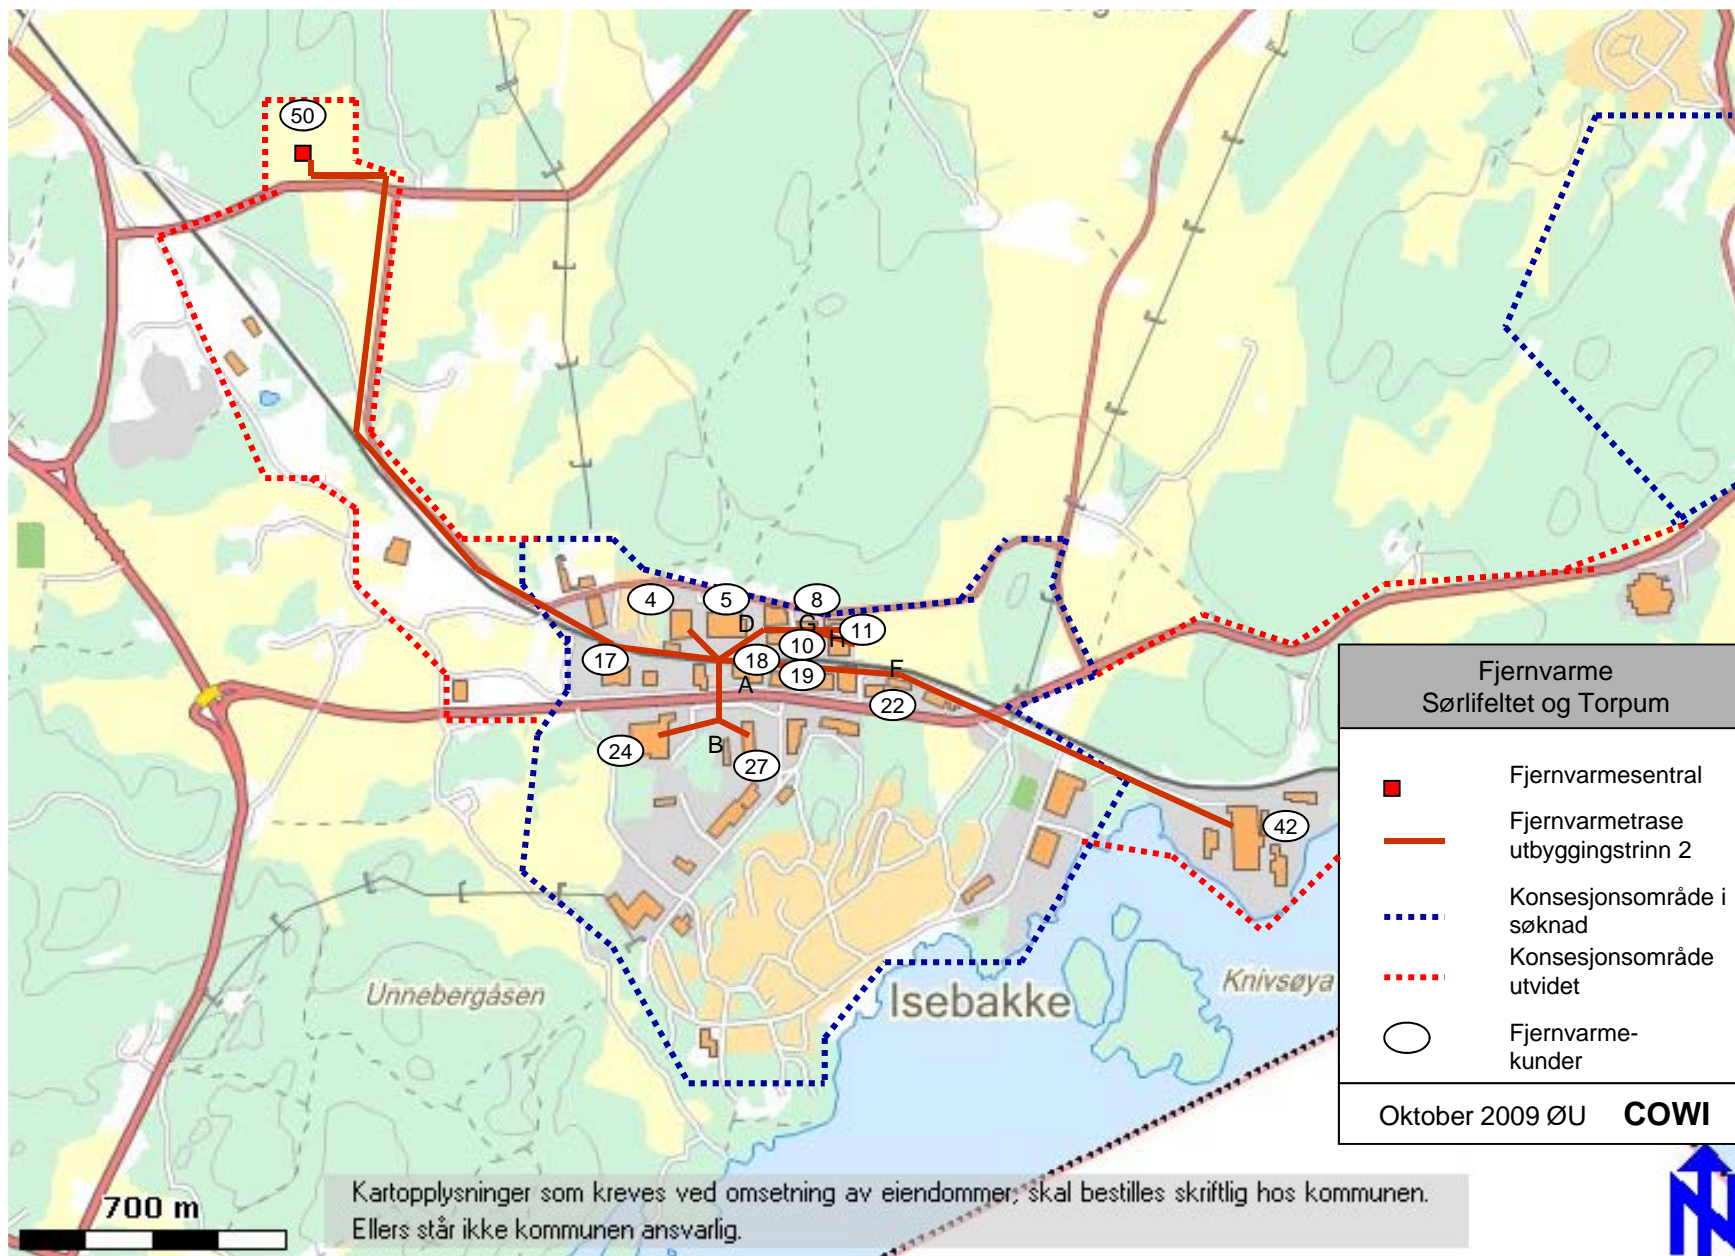 50
4
5
8
D
G
11
H
10
17
18
19
F
A
22
24
B
27
42
Unnebergåsen
Isebakke
Knivsøya
Fjernvarme
Sørlifeltet og Torpum
Fjernvarmesentral
Fjernvarmetrase
utbyggingstrinn 2
Konsesjonsområde i
søknad
Konsesjonsområde
utvidet
Fjernvarme-
kunder
Oktober 2009 ØU COWI
700 m
Kartopplysninger som kreves ved omsetning av eiendommer, skal bestilles skriftlig hos kommunen.
Ellers står ikke kommunen ansvarlig.
N